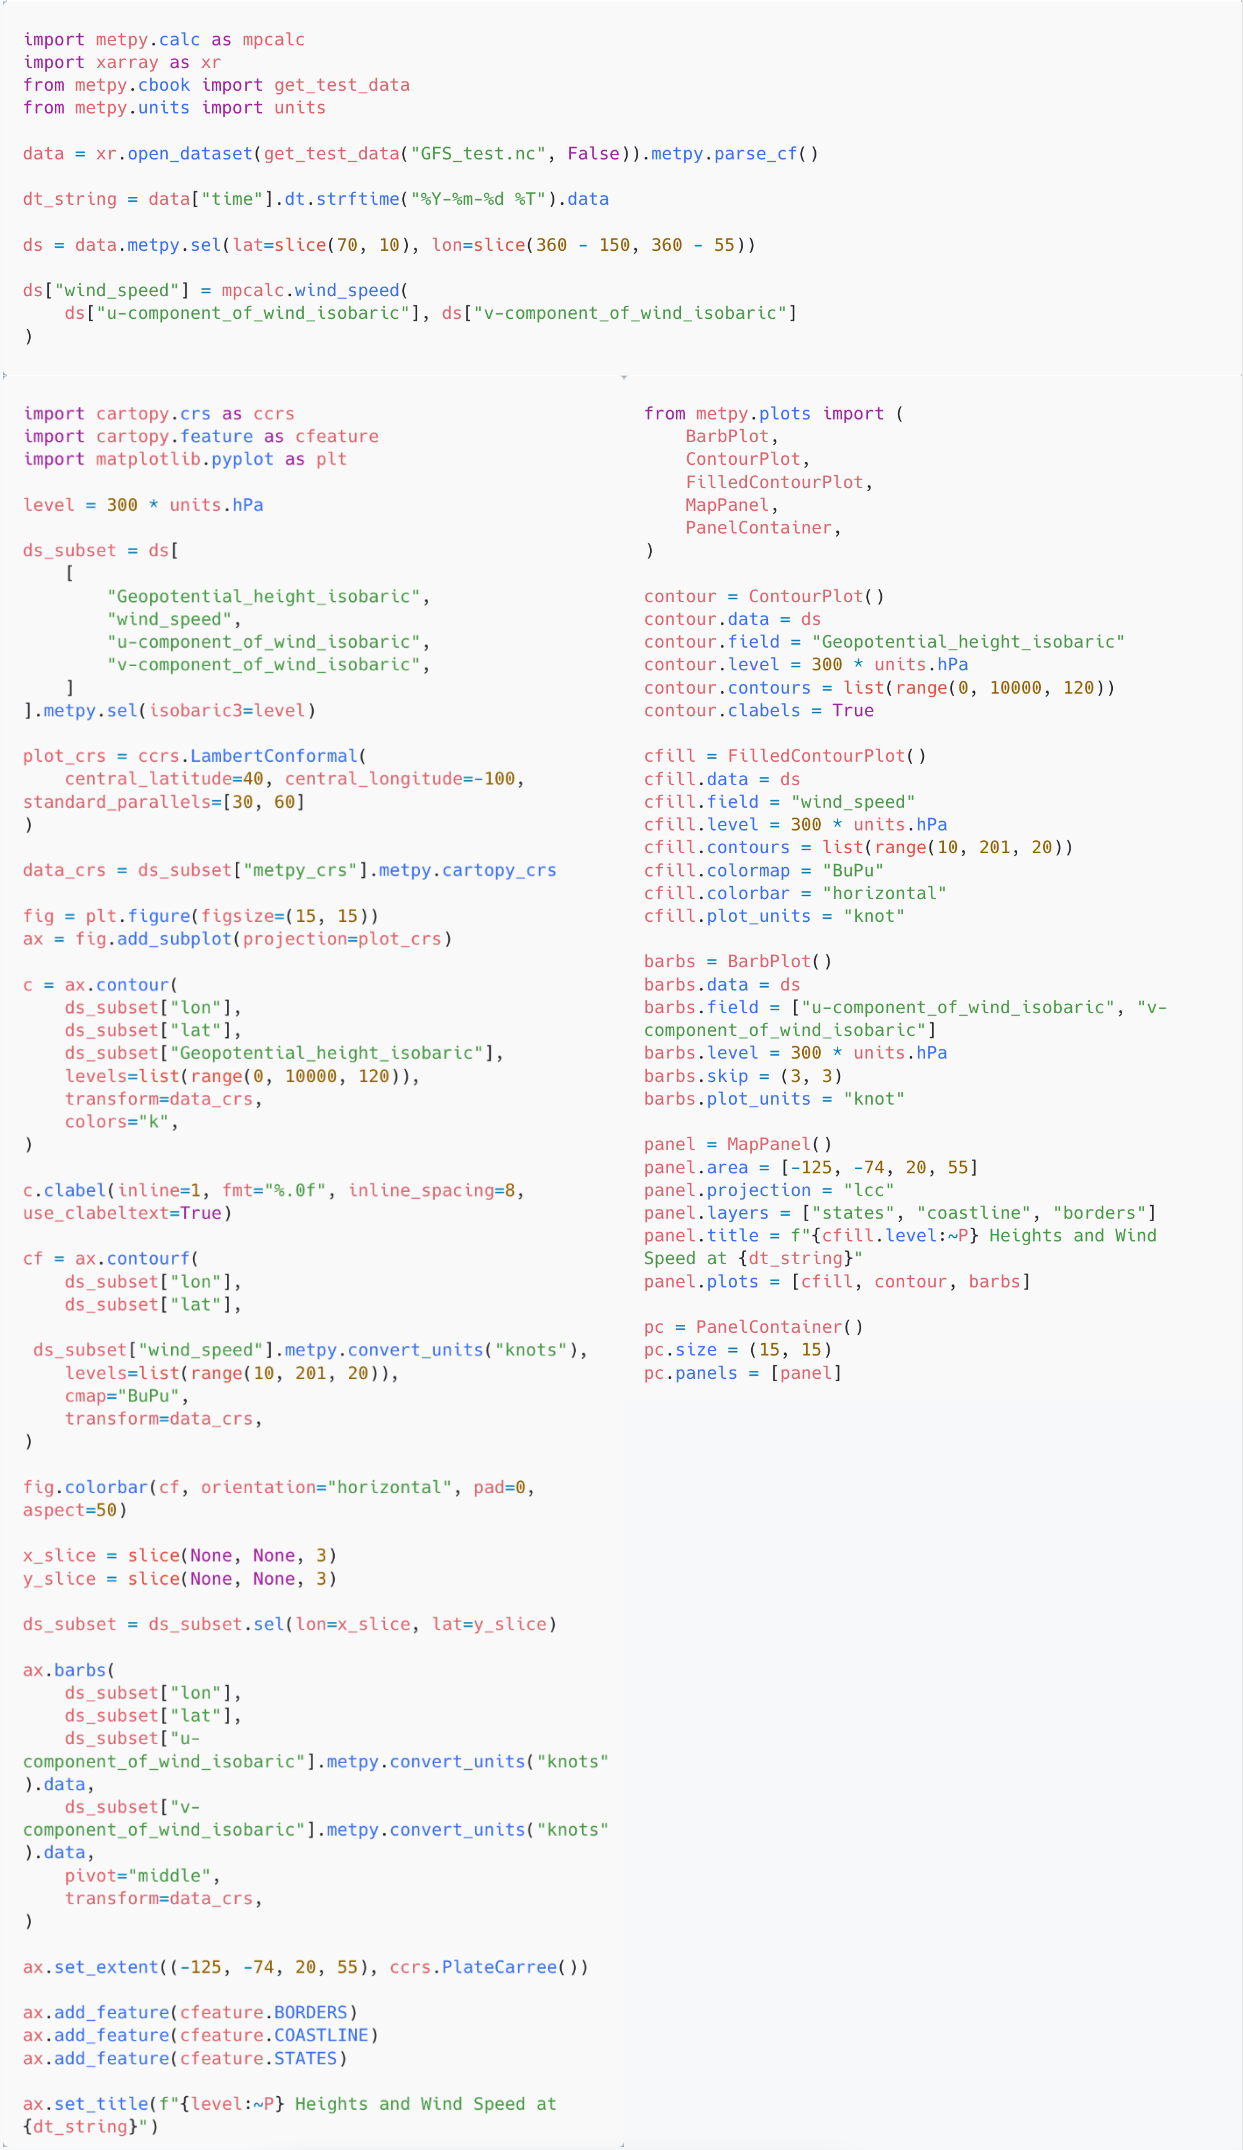 import metpy.calc as mpcalc
import xarray as xr
from metpy.cbook import get_test_data
from metpy.units import units

data = xr.open_dataset(get_test_data("GFS_test.nc", False)).metpy.parse_cf()

dt_string = data["time"].dt.strftime("%Y-%m-%d %T").data

ds = data.metpy.sel(lat=slice(70, 10), lon=slice(360 - 150, 360 - 55))

ds["wind_speed"] = mpcalc.wind_speed(
    ds["u-component_of_wind_isobaric"], ds["v-component_of_wind_isobaric"]
)

import cartopy.crs as ccrs
import cartopy.feature as cfeature
import matplotlib.pyplot as plt

level = 300 * units.hPa

ds_subset = ds[
    [
        "Geopotential_height_isobaric",
        "wind_speed",
        "u-component_of_wind_isobaric",
        "v-component_of_wind_isobaric",
    ]
].metpy.sel(isobaric3=level)

plot_crs = ccrs.LambertConformal(
    central_latitude=40, central_longitude=-100,
standard_parallels=[30, 60]
)

data_crs = ds_subset["metpy_crs"].metpy.cartopy_crs

fig = plt.figure(figsize=(15, 15))
ax = fig.add_subplot(projection=plot_crs)

c = ax.contour(
    ds_subset["lon"],
    ds_subset["lat"],
    ds_subset["Geopotential_height_isobaric"],
    levels=list(range(0, 10000, 120)),
    transform=data_crs,
    colors="k",
)

c.clabel(inline=1, fmt="%.0f", inline_spacing=8,
use_clabeltext=True)

cf = ax.contourf(
    ds_subset["lon"],
    ds_subset["lat"],

 ds_subset["wind_speed"].metpy.convert_units("knots"),
    levels=list(range(10, 201, 20)),
    cmap="BuPu",
    transform=data_crs,
)

fig.colorbar(cf, orientation="horizontal", pad=0,
aspect=50)

x_slice = slice(None, None, 3)
y_slice = slice(None, None, 3)

ds_subset = ds_subset.sel(lon=x_slice, lat=y_slice)

ax.barbs(
    ds_subset["lon"],
    ds_subset["lat"],
    ds_subset["u-
component_of_wind_isobaric"].metpy.convert_units("knots"
).data,
    ds_subset["v-
component_of_wind_isobaric"].metpy.convert_units("knots"
).data,
    pivot="middle",
    transform=data_crs,
)

ax.set_extent((-125, -74, 20, 55), ccrs.PlateCarree())

ax.add_feature(cfeature.BORDERS)
ax.add_feature(cfeature.COASTLINE)
ax.add_feature(cfeature.STATES)

ax.set_title(f"{level:~P} Heights and Wind Speed at
{dt_string}")

from metpy.plots import (
    BarbPlot,
    ContourPlot,
    FilledContourPlot,
    MapPanel,
    PanelContainer,
)

contour = ContourPlot()
contour.data = ds
contour.field = "Geopotential_height_isobaric"
contour.level = 300 * units.hPa
contour.contours = list(range(0, 10000, 120))
contour.clabels = True

cfill = FilledContourPlot()
cfill.data = ds
cfill.field = "wind_speed"
cfill.level = 300 * units.hPa
cfill.contours = list(range(10, 201, 20))
cfill.colormap = "BuPu"
cfill.colorbar = "horizontal"
cfill.plot_units = "knot"

barbs = BarbPlot()
barbs.data = ds
barbs.field = ["u-component_of_wind_isobaric", "v-
component_of_wind_isobaric"]
barbs.level = 300 * units.hPa
barbs.skip = (3, 3)
barbs.plot_units = "knot"

panel = MapPanel()
panel.area = [-125, -74, 20, 55]
panel.projection = "lcc"
panel.layers = ["states", "coastline", "borders"]
panel.title = f"{cfill.level:~P} Heights and Wind
Speed at {dt_string}"
panel.plots = [cfill, contour, barbs]

pc = PanelContainer()
pc.size = (15, 15)
pc.panels = [panel]